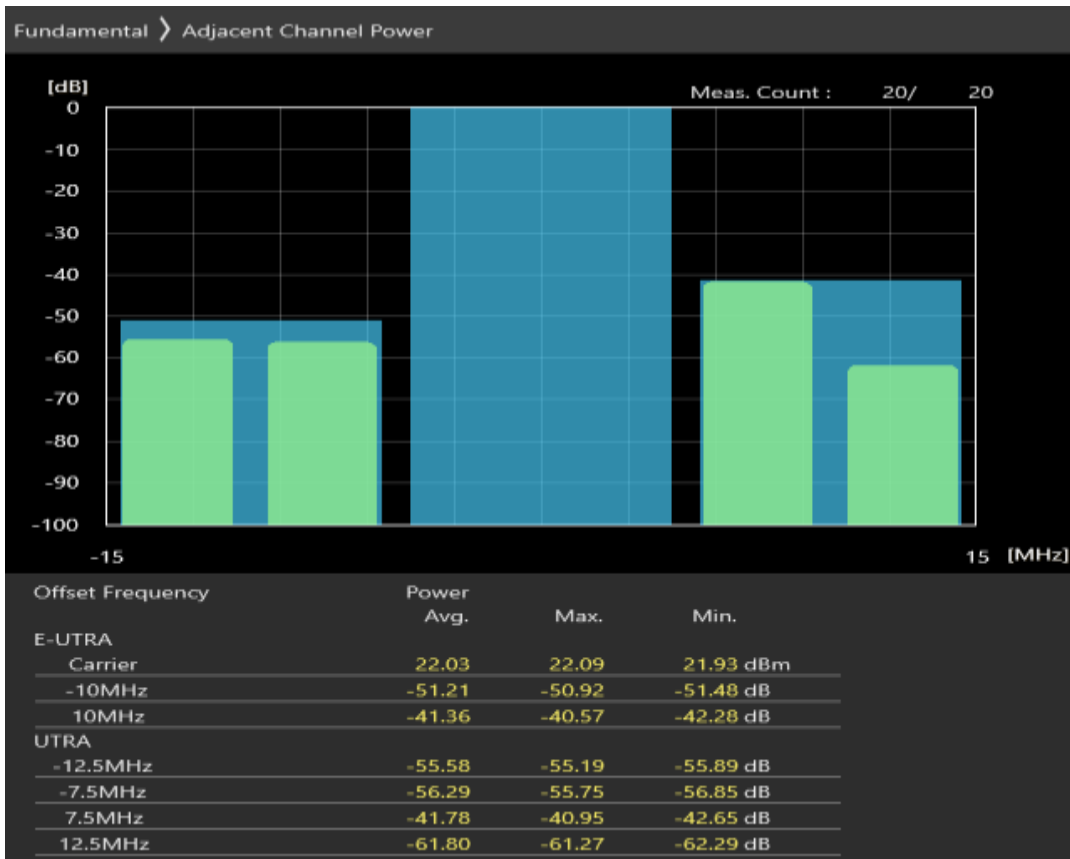 Fundamental ❭ Adjacent Channel Power
[dB]
Meas. Count : 20/ 20
0
-10
-20
-30
-40
-50
-60
-70
-80
-90
-100
-15 15 [MHz]
Offset Frequency Power
Avg. Max. Min.
E-UTRA
Carrier 22.03 22.09 21.93 dBm
-10MHz -51.21 -50.92 -51.48 dB
10MHz -41.36 -40.57 -42.28 dB
UTRA
-12.5MHz -55.58 -55.19 -55.89 dB
-7.5MHz -56.29 -55.75 -56.85 dB
7.5MHz -41.78 -40.95 -42.65 dB
12.5MHz -61.80 -61.27 -62.29 dB